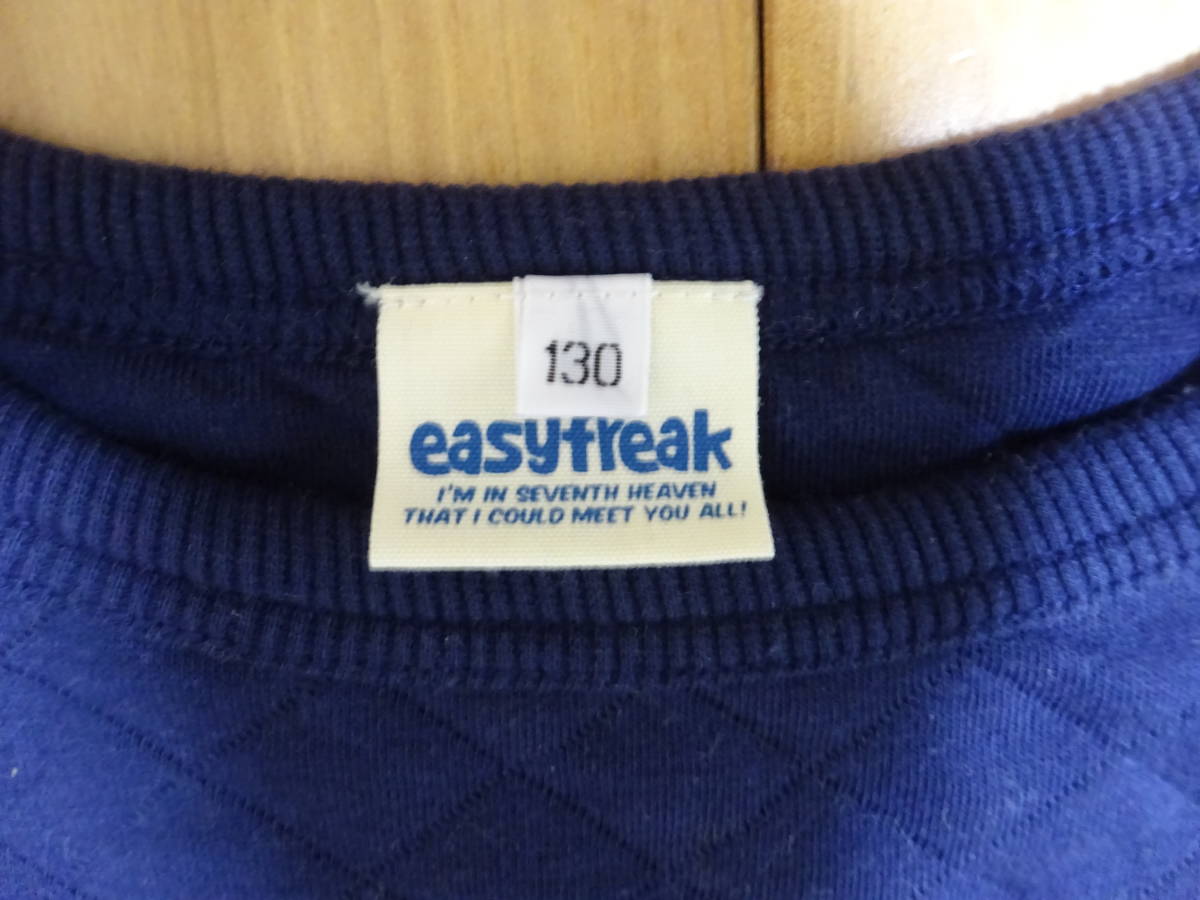 130
easyfreak
I'M IN SEVENTH HEAVEN
THAT I COULD MEET YOU ALL!